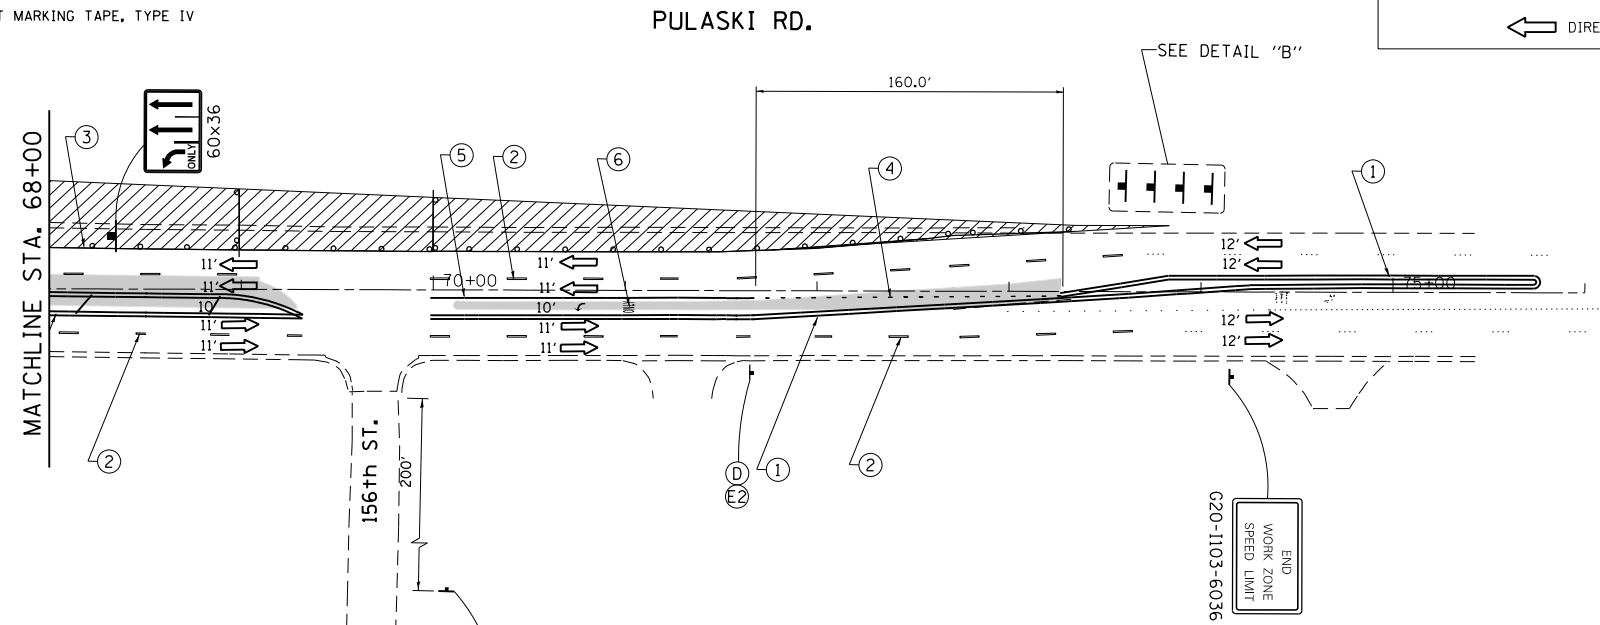 T MARKING TAPE, TYPE IV
PULASKI RD.
DIRE
SEE DETAIL "B"
160.0'
MATCHLINE STA. 68+00
3
ONLY
60x36
5
2
6
4
1
11'
11'
10'
11'
11'
70+00
11'
11'
10'
ONLY
11'
11'
12'
12'
75+00
12'
12'
2
156th ST.
200'
D
E2
1
2
G20-I103-6036
END
WORK ZONE
SPEED LIMIT